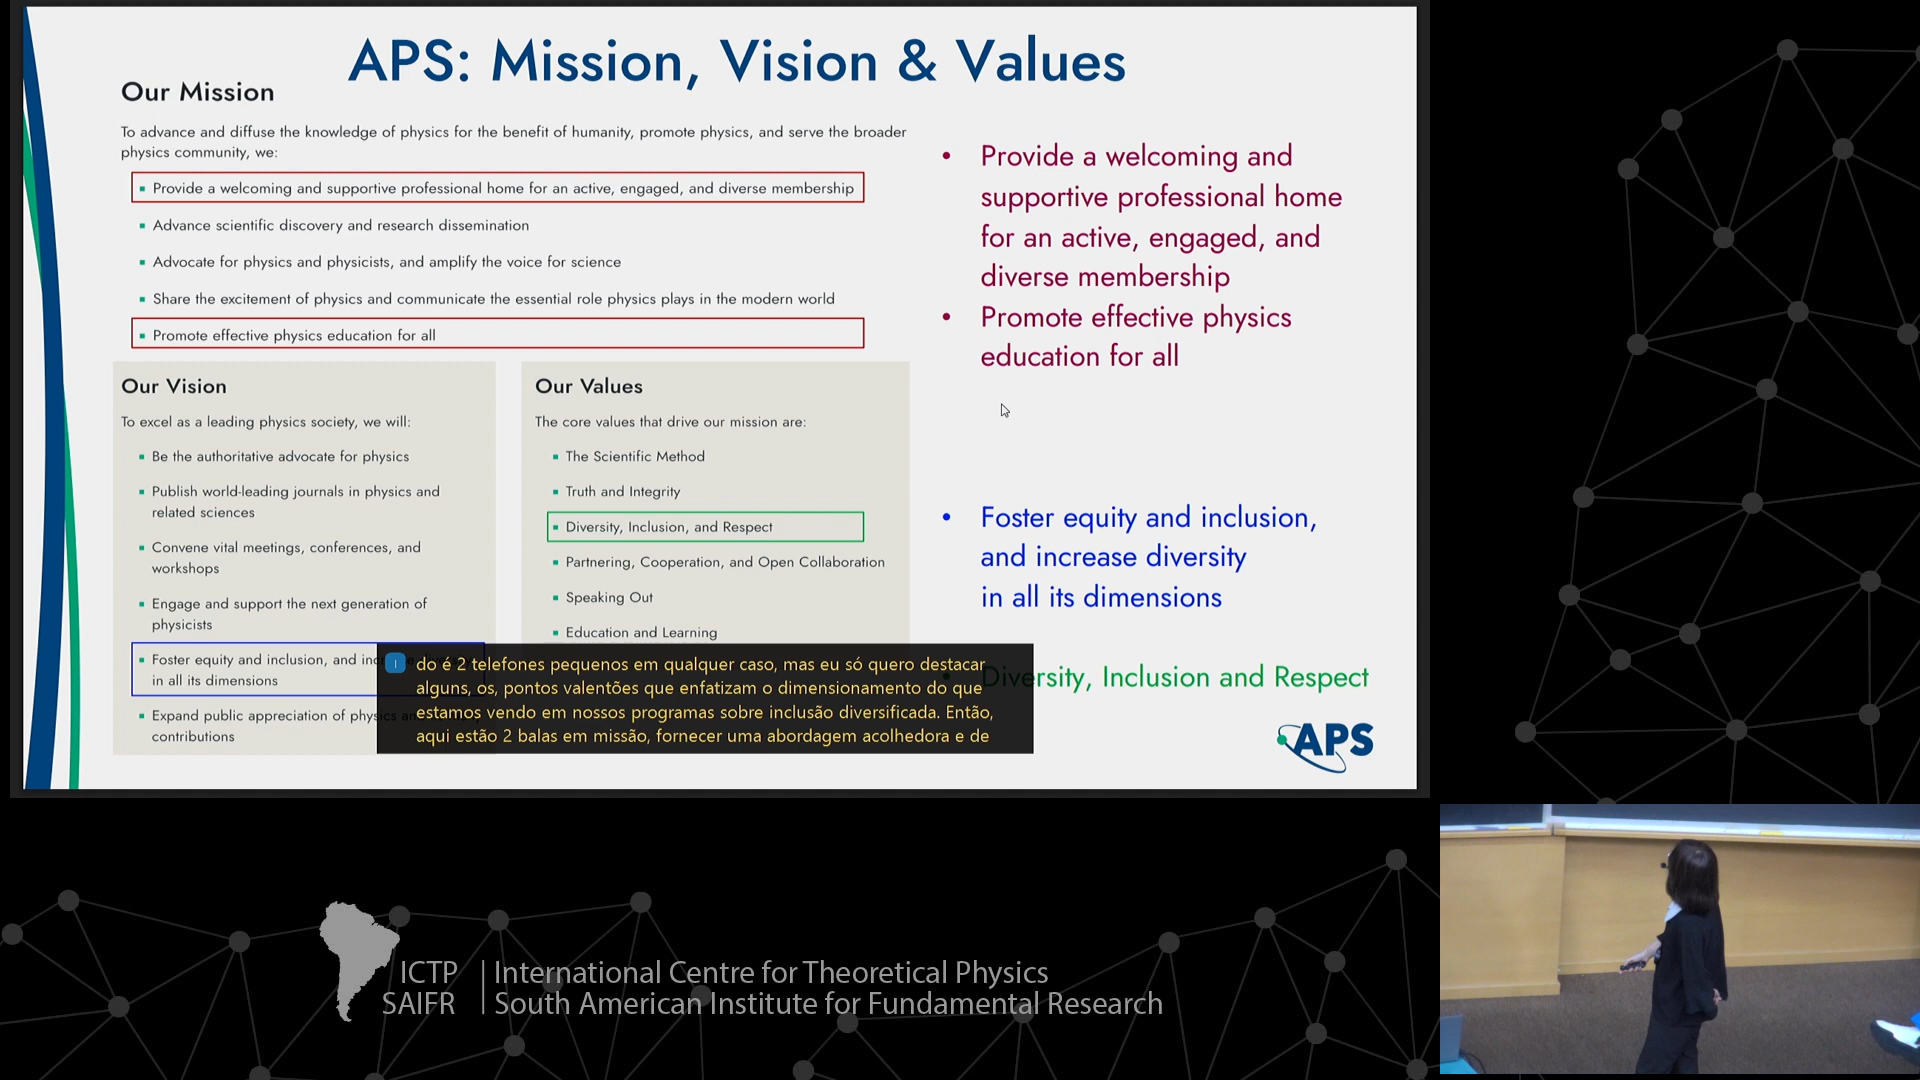 APS: Mission, Vision & Values
Our Mission
To advance and diffuse the knowledge of physics for the benefit of humanity, promote physics, and serve the broader
physics community, we:
Provide a welcoming and supportive professional home for an active, engaged, and diverse membership
Advance scientific discovery and research dissemination
Advocate for physics and physicists, and amplify the voice for science
Share the excitement of physics and communicate the essential role physics plays in the modern world
Promote effective physics education for all
Our Vision
To excel as a leading physics society, we will:
Be the authoritative advocate for physics
Publish world-leading journals in physics and
related sciences
Convene vital meetings, conferences, and
workshops
Engage and support the next generation of
physicists
Foster equity and inclusion, and
in all its dimensions
Expand public appreciation of physics
contributions
Our Values
The core values that drive our mission are:
The Scientific Method
Truth and Integrity
Diversity, Inclusion, and Respect
Partnering, Cooperation, and Open Collaboration
Speaking Out
Education and Learning
• Provide a welcoming and
supportive professional home
for an active, engaged, and
diverse membership
• Promote effective physics
education for all
• Foster equity and inclusion,
and increase diversity
in all its dimensions
Diversity, Inclusion and Respect
APS
I
do é 2 telefones pequenos em qualquer caso, mas eu só quero destacar
alguns, os, pontos valentões que enfatizam o dimensionamento do que
estamos vendo em nossos programas sobre inclusão diversificada. Então,
aqui estão 2 balas em missão, fornecer uma abordagem acolhedora e de
ICTP | International Centre for Theoretical Physics
SAIFR | South American Institute for Fundamental Research